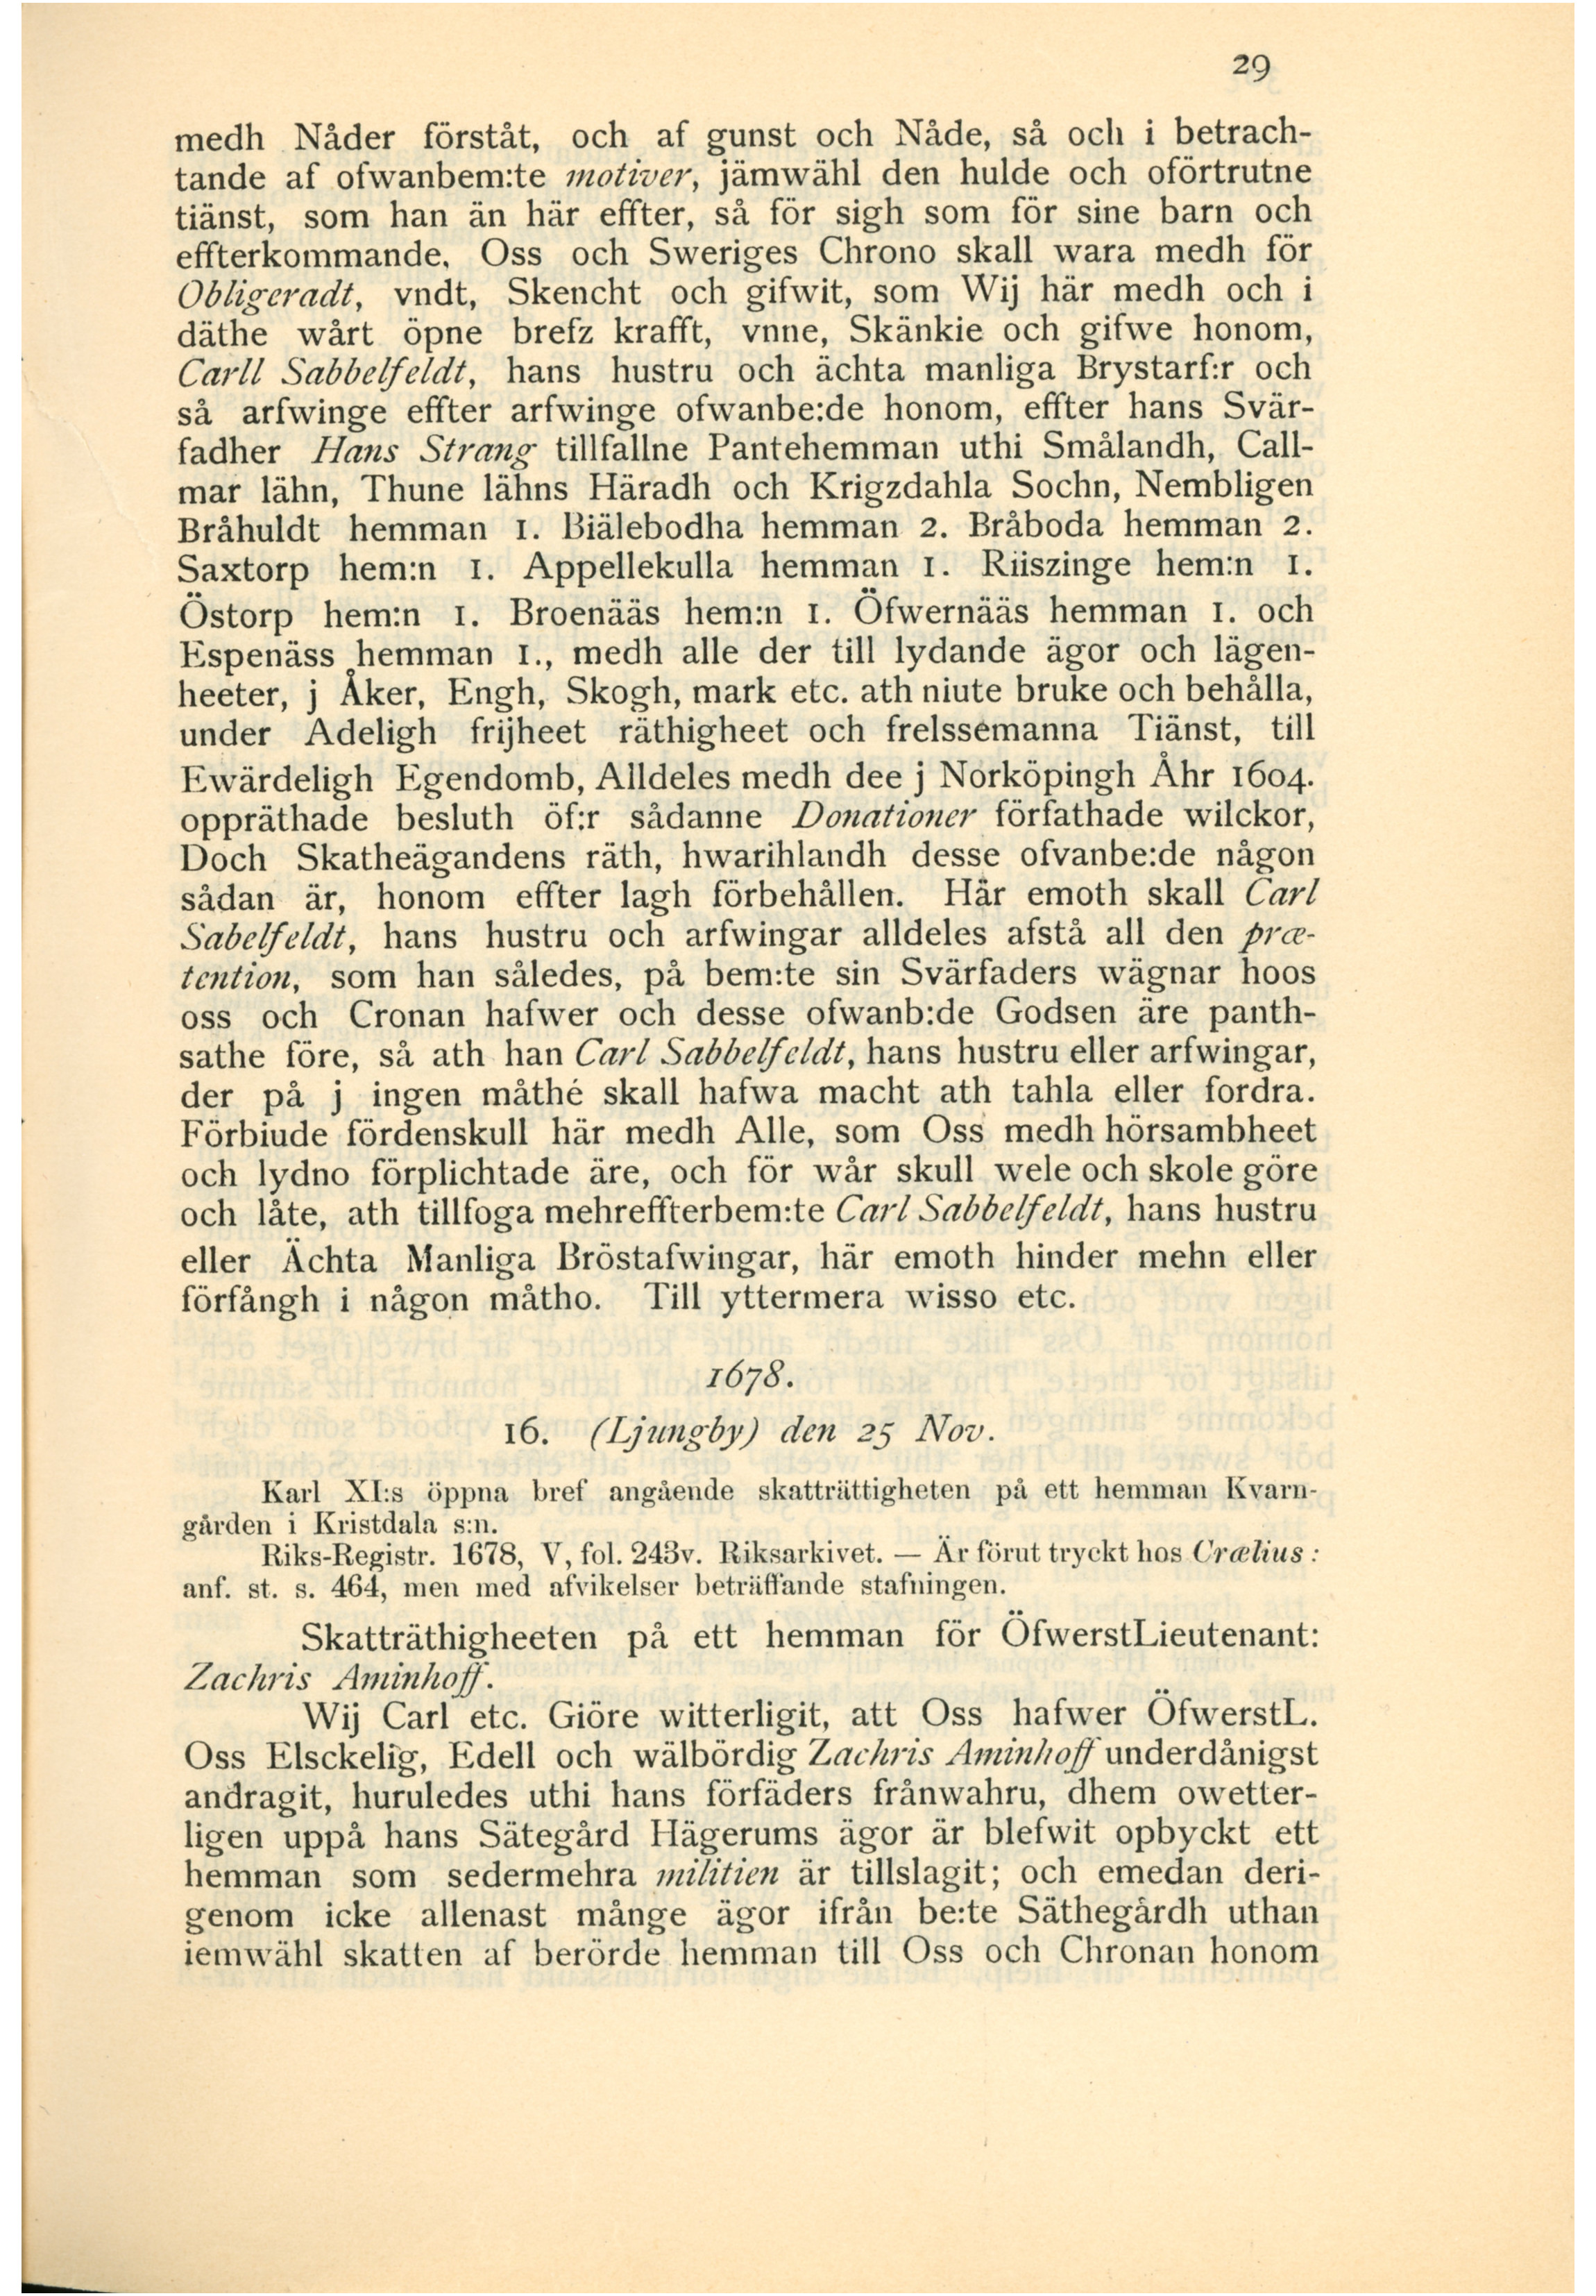 29
medh Nåder förståt, och af gunst och Nåde, så och i betrach-
tande af ofwanbem:te motiver, jämwähl den hulde och oförtrutne
tiänst, som han än här effter, så för sigh som för sine barn och
effterkommande, Oss och Sweriges Chrono skall wara medh för
Obligeradt, vndt, Skencht och gifwit, som Wij här medh och i
däthe wårt öpne brefz krafft, vnne, Skänkie och gifwe honom,
Carll Sabbelfeldt, hans hustru och ächta manliga Brystarf:r och
så arfwinge effter arfwinge ofwanbe:de honom, effter hans Svär-
fadher Hans Strang tillfallne Pantehemman uthi Smålandh, Call-
mar lähn, Thune lähns Häradh och Krigzdahla Sochn, Nembligen
Bråhuldt hemman 1. Biälebodha hemman 2. Bråboda hemman 2.
Saxtorp hem:n 1. Appellekulla hemman 1. Riiszinge hem:n 1.
Östorp hem:n 1. Broenääs hem:n 1. Öfwernääs hemman 1. och
Espenäss hemman 1., medh alle der till lydande ägor och lägen-
heeter, j Åker, Engh, Skogh, mark etc. ath niute bruke och behålla,
under Adeligh frijheet räthigheet och frelssemanna Tiänst, till
Ewärdeligh Egendomb, Alldeles medh dee j Norköpingh Åhr 1604.
oppräthade besluth öf:r sådanne Donationer förfathade wilckor,
Doch Skatheägandens räth, hwarihlandh desse ofvanbe:de någon
sådan är, honom effter lagh förbehållen. Här emoth skall Carl
Sabelfeldt, hans hustru och arfwingar alldeles afstå all den præ-
tention, som han således, på bem:te sin Svärfaders wägnar hoos
oss och Cronan hafwer och desse ofwanb:de Godsen äre panth-
sathe före, så ath han Carl Sabbelfeldt, hans hustru eller arfwingar,
der på j ingen måthé skall hafwa macht ath tahla eller fordra.
Förbiude fördenskull här medh Alle, som Oss medh hörsambheet
och lydno förplichtade äre, och för wår skull wele och skole göre
och låte, ath tillfoga mehreffterbem:te Carl Sabbelfeldt, hans hustru
eller Ächta Manliga Bröstafwingar, här emoth hinder mehn eller
förfångh i någon måtho. Till yttermera wisso etc.
1678.
16. (Ljungby) den 25 Nov.
Karl XI:s öppna bref angående skatträttigheten på ett hemman Kvarn-
gården i Kristdala s:n.
Riks-Registr. 1678, V, fol. 243v. Riksarkivet. — Är förut tryckt hos Crælius:
anf. st. s. 464, men med afvikelser beträffande stafningen.
Skatträthigheeten på ett hemman för ÖfwerstLieutenant:
Zachris Aminhoff.
Wij Carl etc. Giöre witterligit, att Oss hafwer ÖfwerstL.
Oss Elsckelig, Edell och wälbördig Zachris Aminhoff underdånigst
andragit, huruledes uthi hans förfäders frånwahru, dhem owetter-
ligen uppå hans Sätegård Hägerums ägor är blefwit opbyckt ett
hemman som sedermehra militien är tillslagit; och emedan deri-
genom icke allenast månge ägor ifrån be:te Säthegårdh uthan
iemwähl skatten af berörde hemman till Oss och Chronan honom